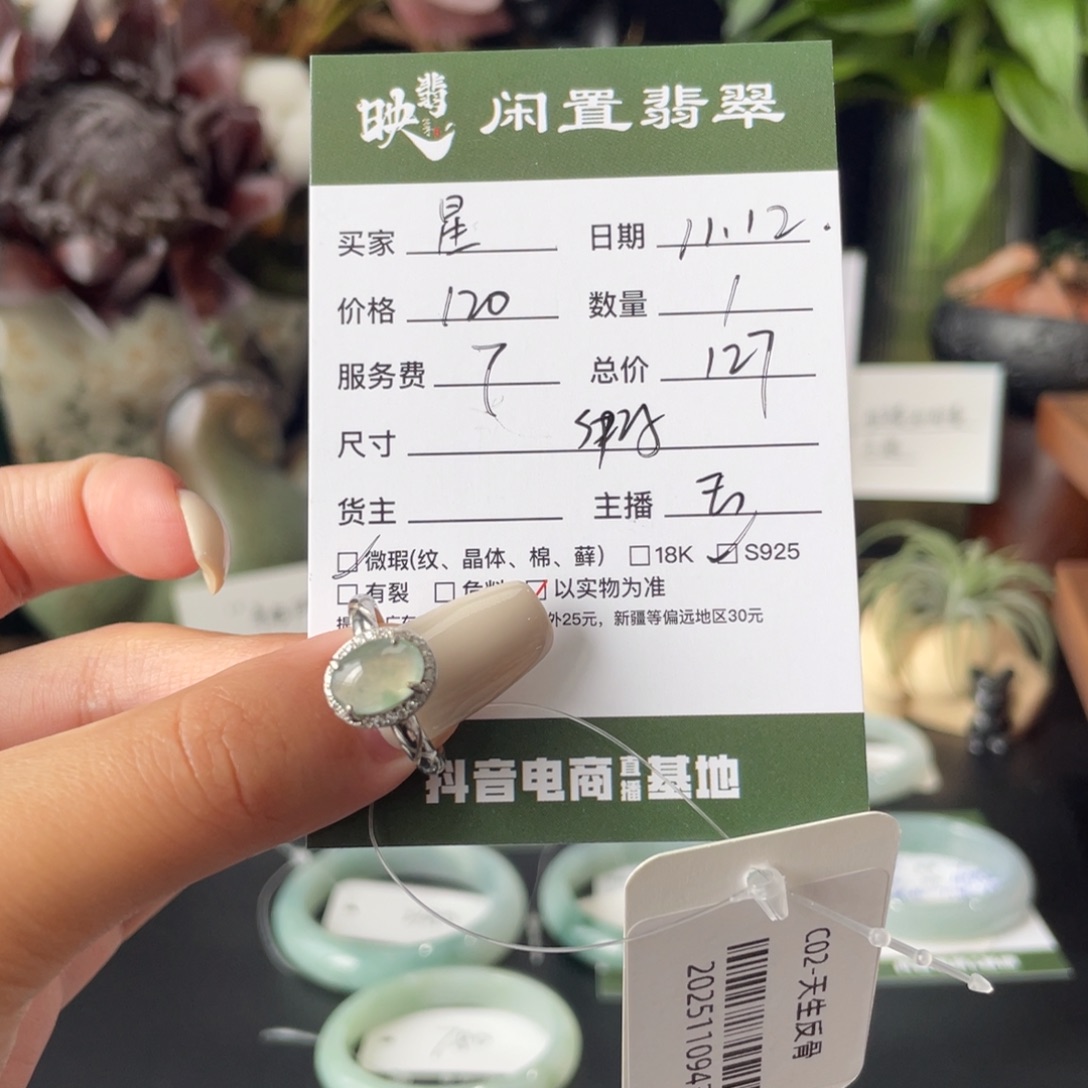 映翡 闲置翡翠
买家 星 日期 11.12.
价格 120 数量 1
服务费 7 总价 127
尺寸
货主 主播
微瑕(纹、晶体、棉、藓) 18K S925
有裂 以实物为准
外25元，新疆等偏远地区30元
抖音电商直播基地
C02-天生反骨
202511094